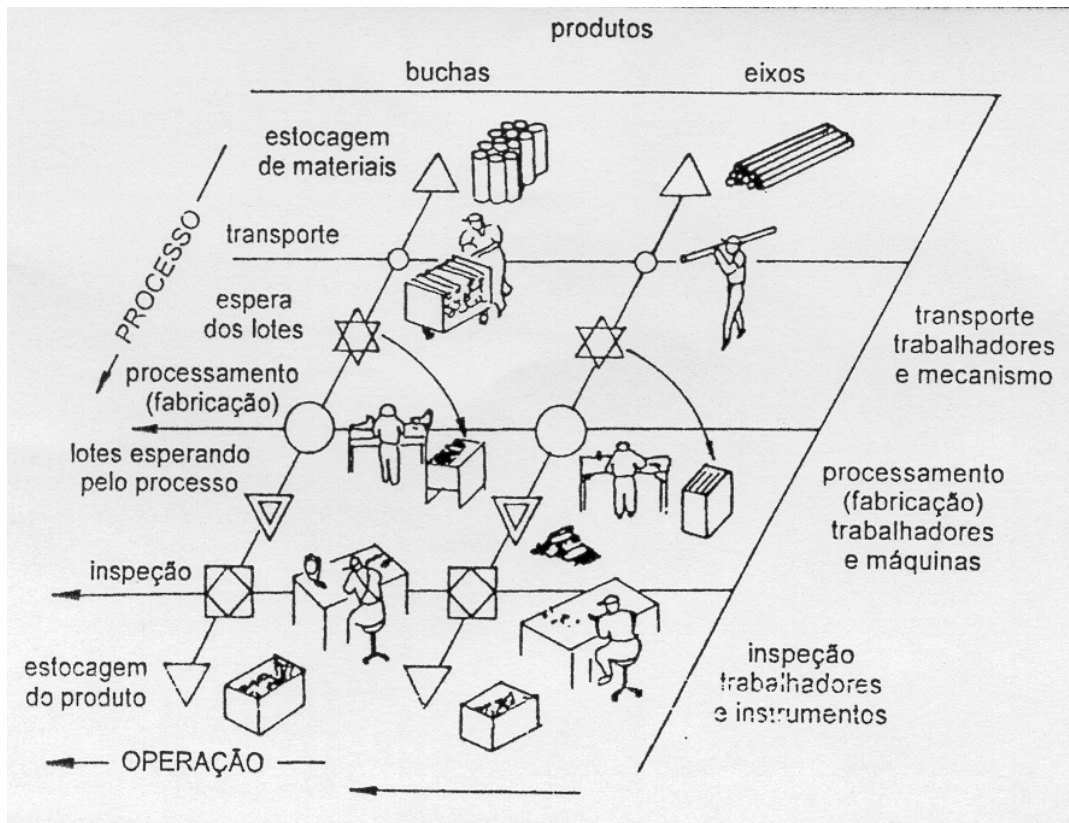 produtos
buchas
eixos
estocagem
de materiais
PROCESSO
transporte
espera
dos lotes
transporte
trabalhadores
e mecanismo
processamento
(fabricação)
lotes esperando
pelo processo
processamento
(fabricação)
trabalhadores
e máquinas
inspeção
estocagem
do produto
inspeção
trabalhadores
e instrumentos
OPERAÇÃO